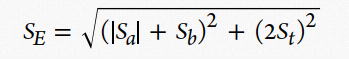 S_E = √((|S_a| + S_b)² + (2S_t)²)